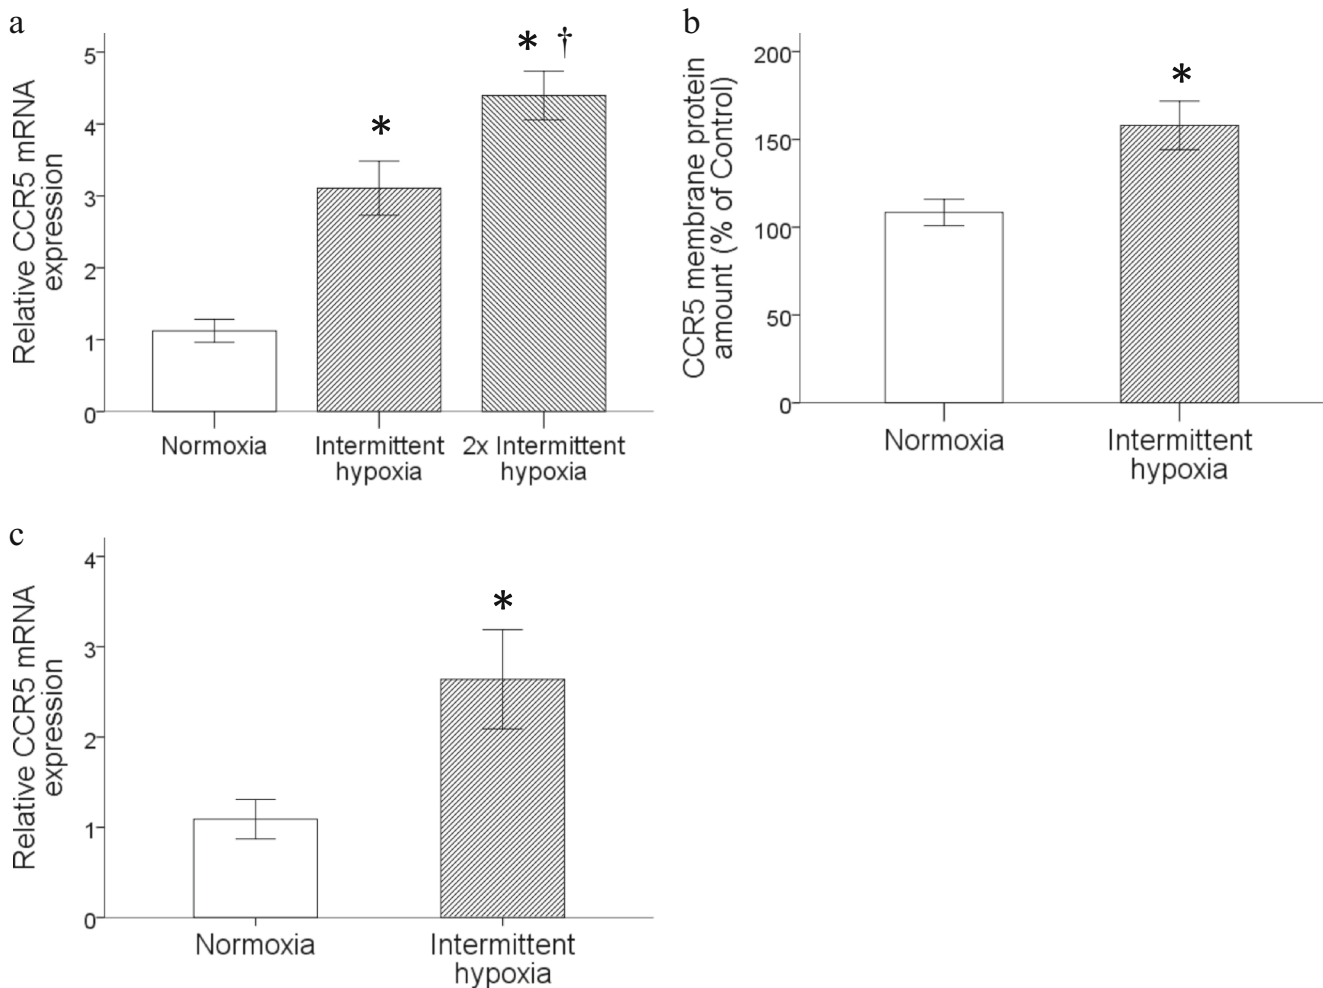 a
Relative CCR5 mRNA
expression
5
4
3
2
1
0
* †
*
Normoxia
Intermittent
hypoxia
2x Intermittent
hypoxia
b
CCR5 membrane protein
amount (% of Control)
200
150
100
50
0
*
Normoxia
Intermittent
hypoxia
c
Relative CCR5 mRNA
expression
4
3
2
1
0
*
Normoxia
Intermittent
hypoxia